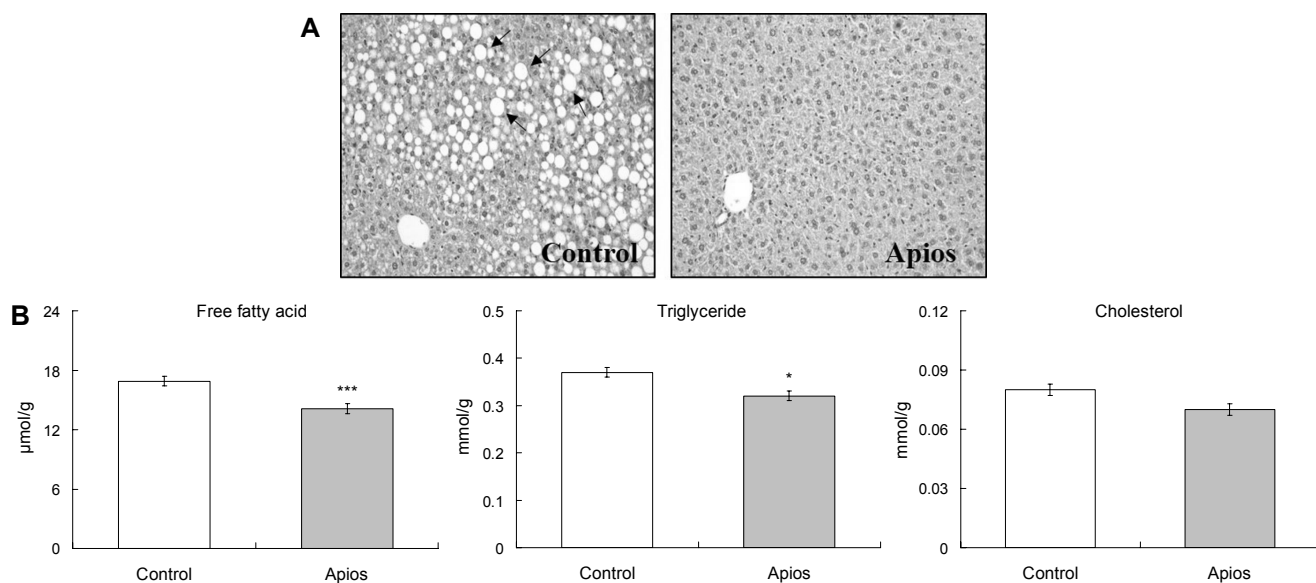 A
Control
Apios
B
Free fatty acid
24
18
12
6
0
µmol/g
***
Control
Apios
Triglyceride
0.5
0.4
0.3
0.2
0.1
0
mmol/g
*
Control
Apios
Cholesterol
0.12
0.09
0.06
0.03
0
mmol/g
Control
Apios